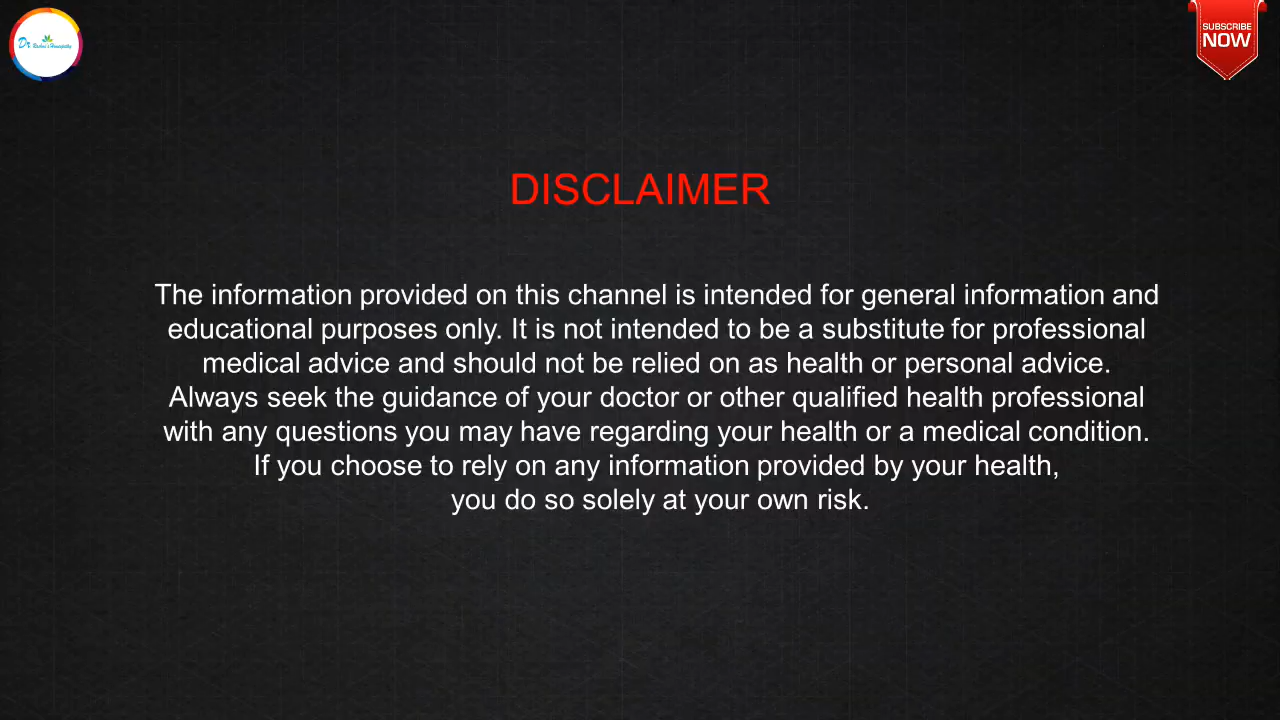 Dr
SUBSCRIBE
NOW
DISCLAIMER
The information provided on this channel is intended for general information and
educational purposes only. It is not intended to be a substitute for professional
medical advice and should not be relied on as health or personal advice.
Always seek the guidance of your doctor or other qualified health professional
with any questions you may have regarding your health or a medical condition.
If you choose to rely on any information provided by your health,
you do so solely at your own risk.